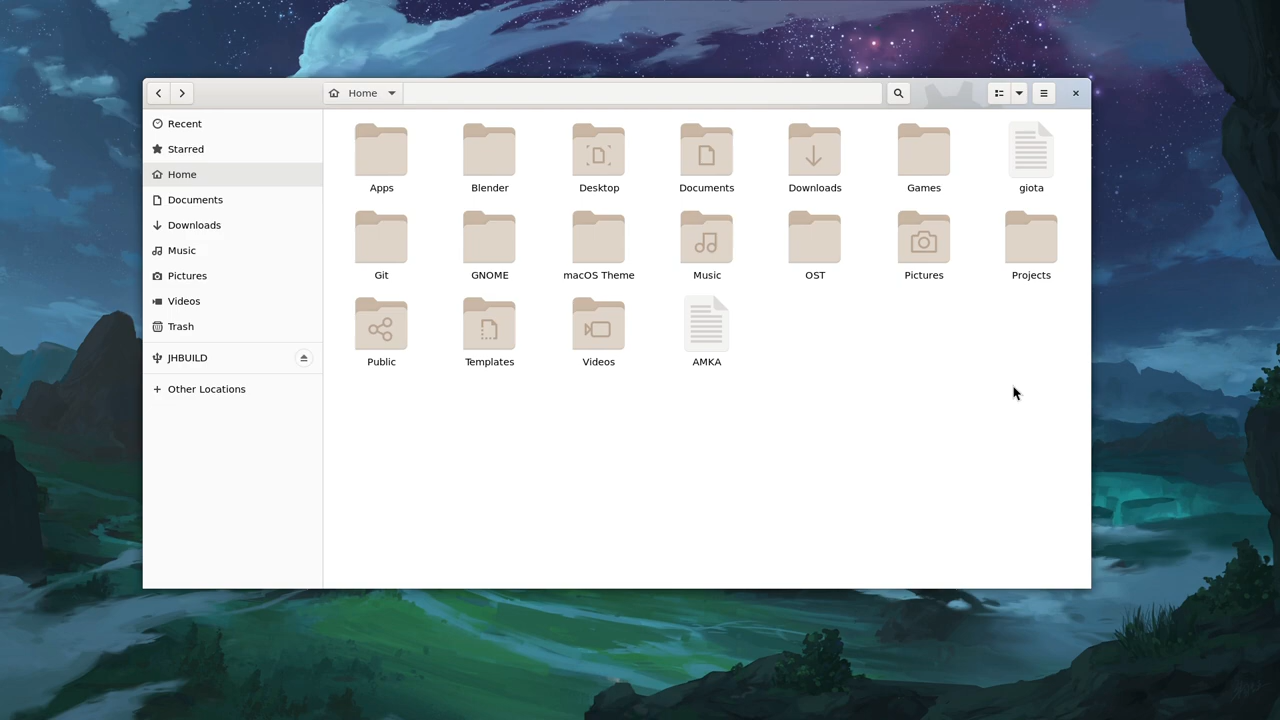 Home
Recent
Starred
Home
Documents
Downloads
Music
Pictures
Videos
Trash
JHBUILD
Other Locations
Apps Blender Desktop Documents Downloads Games giota
Git GNOME macOS Theme Music OST Pictures Projects
Public Templates Videos AMKA